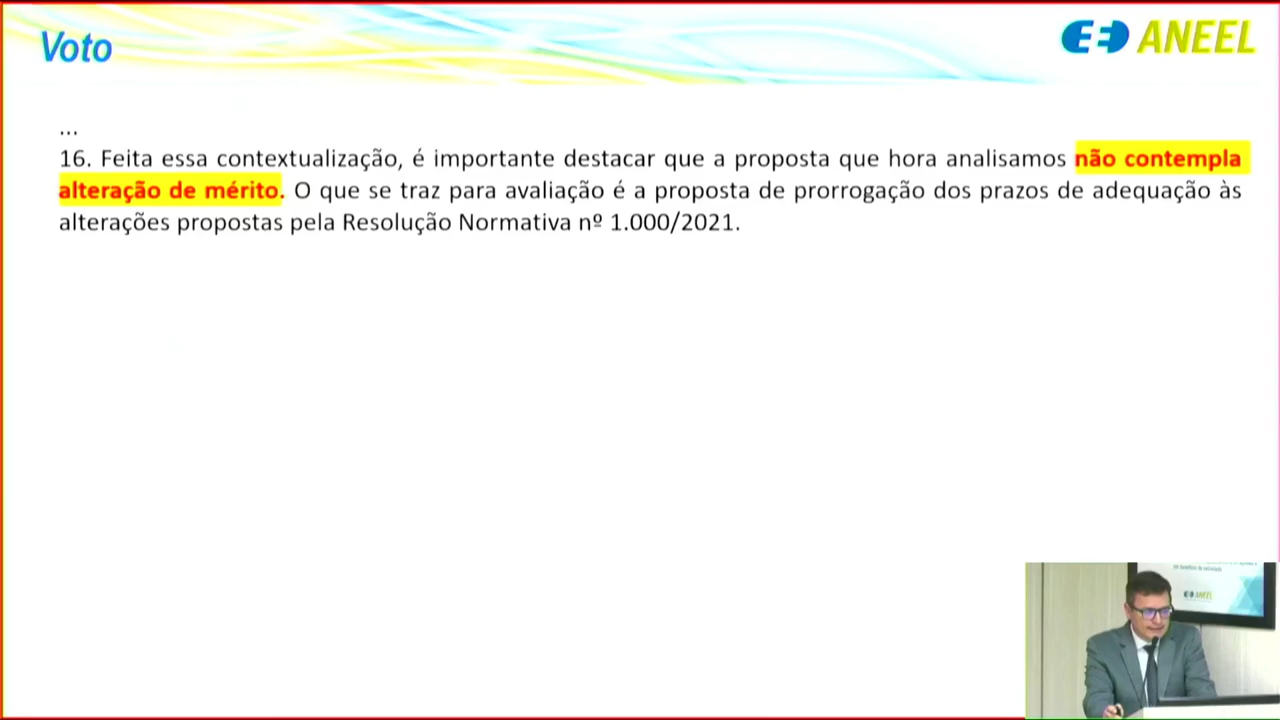 Voto
ANEEL
...
16. Feita essa contextualização, é importante destacar que a proposta que hora analisamos não contempla
alteração de mérito. O que se traz para avaliação é a proposta de prorrogação dos prazos de adequação às
alterações propostas pela Resolução Normativa nº 1.000/2021.
ANEEL